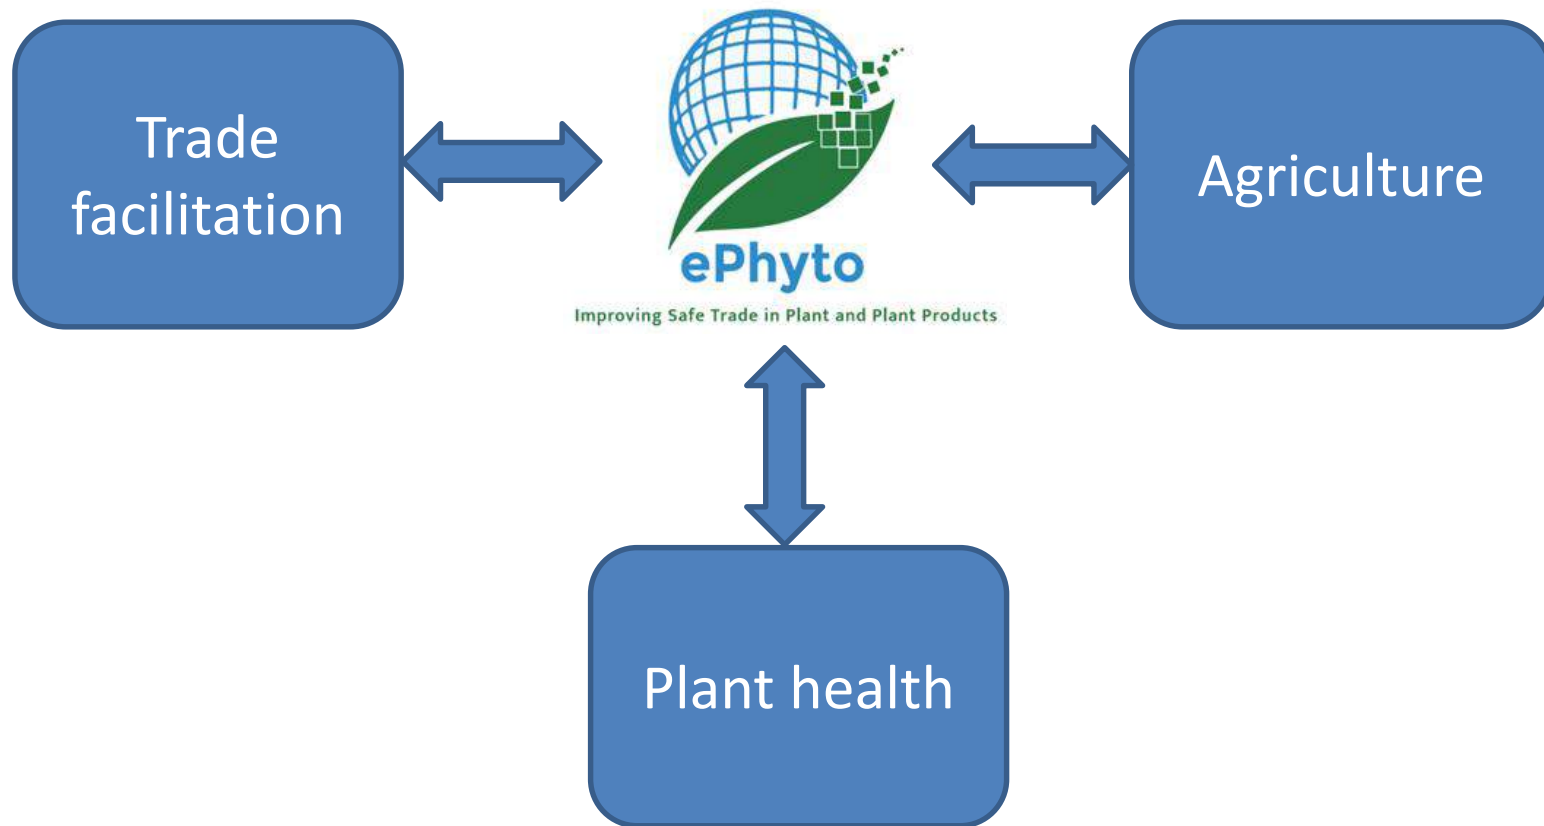 Trade
facilitation
ePhyto
Improving Safe Trade in Plant and Plant Products
Agriculture
Plant health